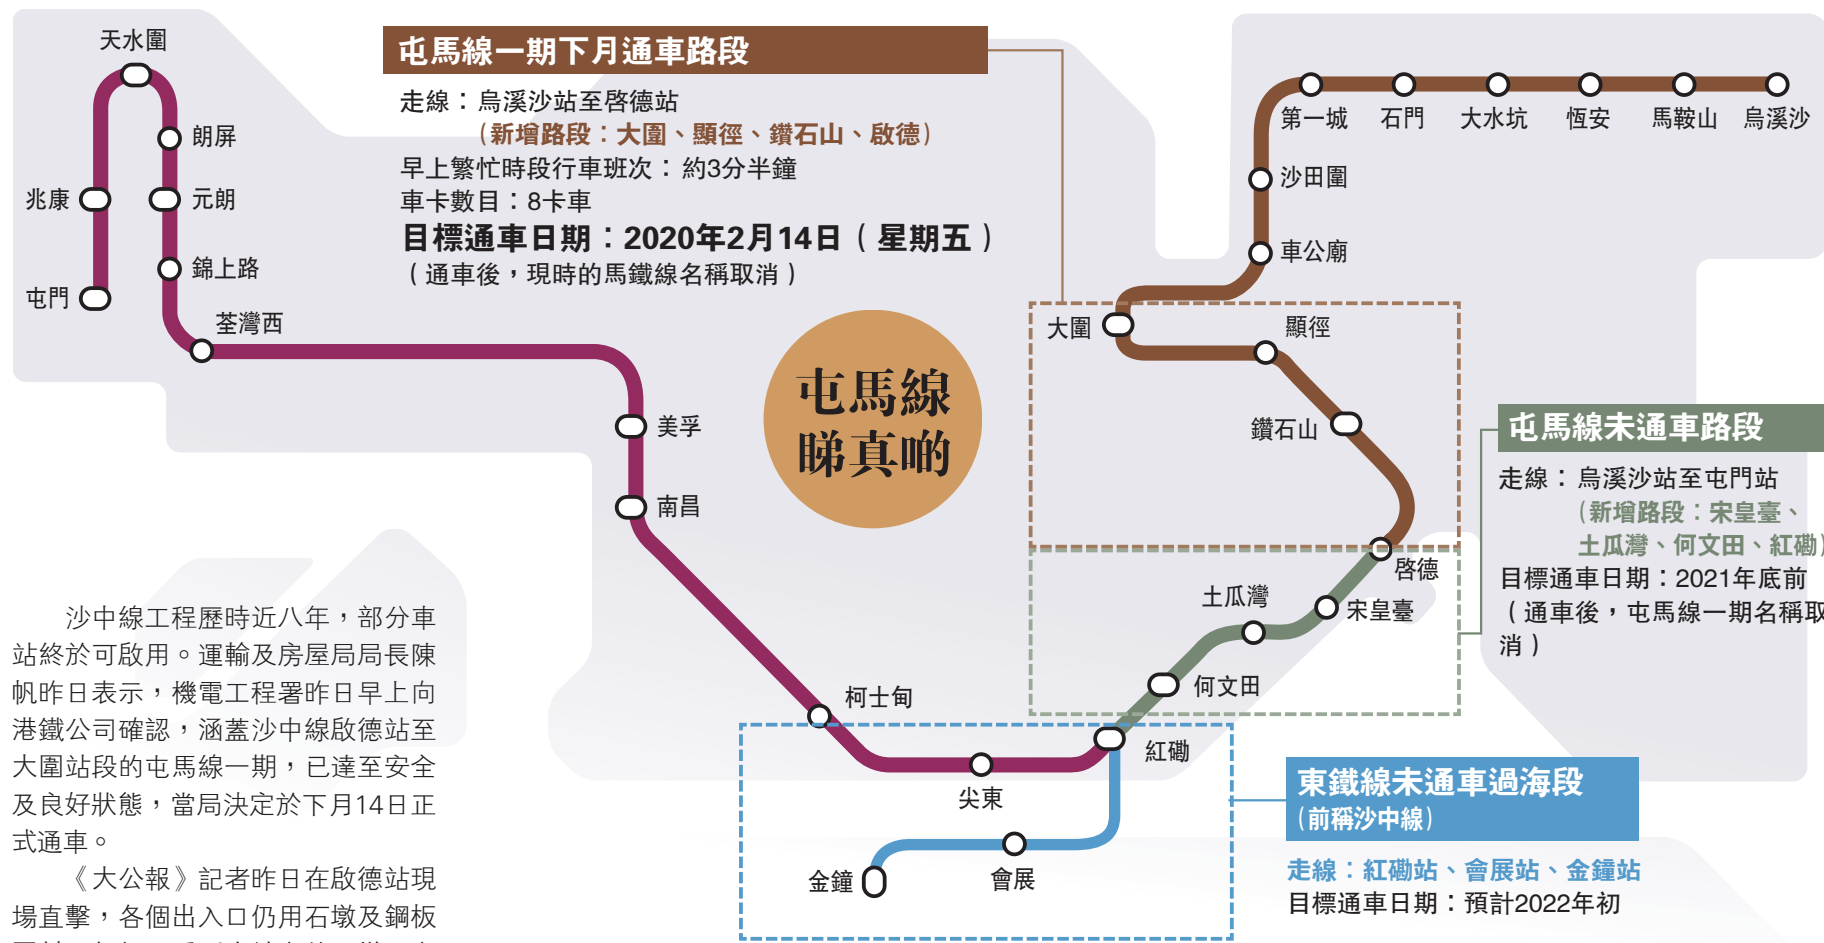 天水圍
朗屏
兆康
元朗
錦上路
屯門
荃灣西
美孚
南昌
柯士甸
尖東
紅磡
屯馬線一期下月通車路段
走線：烏溪沙站至啓德站
（新增路段：大圍、顯徑、鑽石山、啟德）
早上繁忙時段行車班次：約3分半鐘
車卡數目：8卡車
目標通車日期：2020年2月14日（星期五）
（通車後，現時的馬鐵線名稱取消）
屯馬線
睇真啲
第一城
石門
大水坑
恆安
馬鞍山
烏溪沙
沙田圍
車公廟
大圍
顯徑
鑽石山
啓德
宋皇臺
土瓜灣
何文田
屯馬線未通車路段
走線：烏溪沙站至屯門站
（新增路段：宋皇臺、
土瓜灣、何文田、紅磡）
目標通車日期：2021年底前
（通車後，屯馬線一期名稱取
消）
金鐘
會展
東鐵線未通車過海段
（前稱沙中線）
走線：紅磡站、會展站、金鐘站
目標通車日期：預計2022年初
沙中線工程歷時近八年，部分車
站終於可啟用。運輸及房屋局局長陳
帆昨日表示，機電工程署昨日早上向
港鐵公司確認，涵蓋沙中線啟德站至
大圍站段的屯馬線一期，已達至安全
及良好狀態，當局決定於下月14日正
式通車。
《大公報》記者昨日在啟德站現
場直擊，各個出入口仍用石墩及鋼板